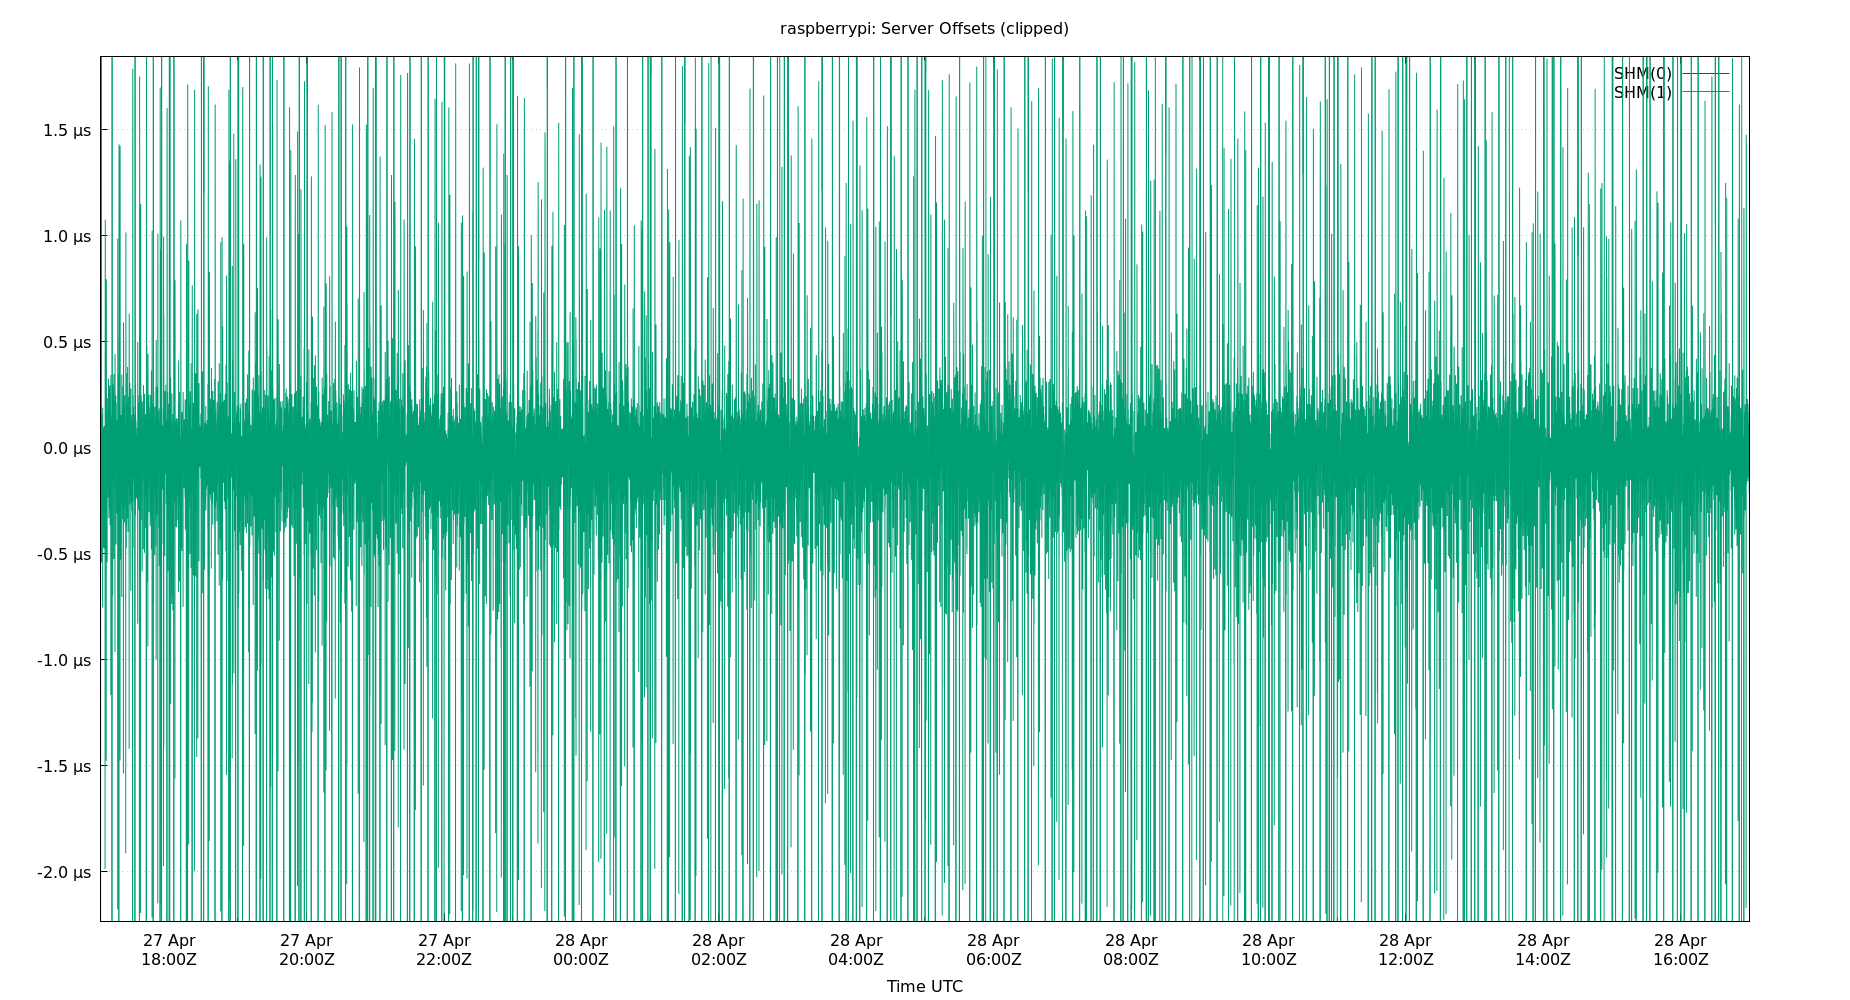 raspberrypi: Server Offsets (clipped)
SHM(0)
SHM(1)
1.5 µs
1.0 µs
0.5 µs
0.0 µs
-0.5 µs
-1.0 µs
-1.5 µs
-2.0 µs
27 Apr 27 Apr 27 Apr 28 Apr 28 Apr 28 Apr 28 Apr 28 Apr 28 Apr 28 Apr 28 Apr 28 Apr
18:00Z 20:00Z 22:00Z 00:00Z 02:00Z 04:00Z 06:00Z 08:00Z 10:00Z 12:00Z 14:00Z 16:00Z
Time UTC